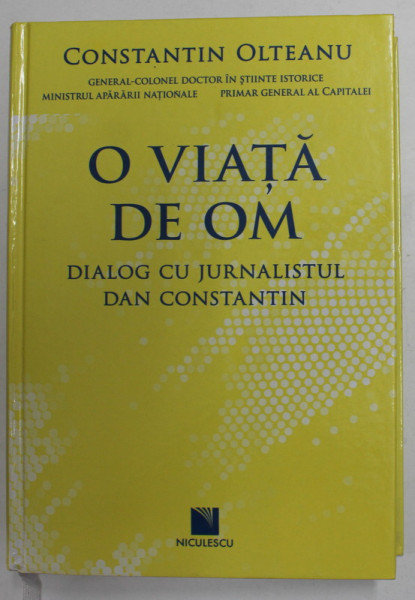 CONSTANTIN OLTEANU
GENERAL-COLONEL DOCTOR ÎN ȘTIINTE ISTORICE
MINISTRUL APĂRĂRII NAȚIONALE PRIMAR GENERAL AL CAPITALEI
O VIAȚĂ
DE OM
DIALOG CU JURNALISTUL
DAN CONSTANTIN
NICULESCU